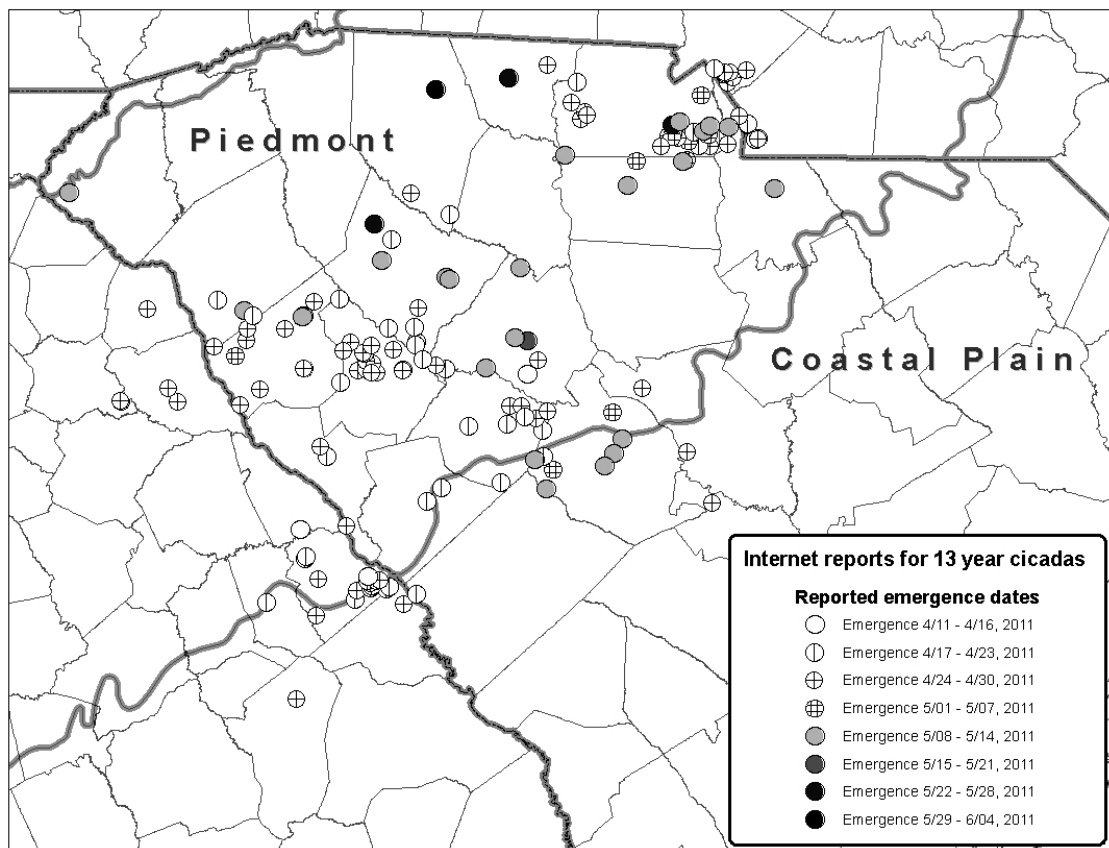 Piedmont
Coastal Plain
Internet reports for 13 year cicadas
Reported emergence dates
Emergence 4/11 - 4/16, 2011
Emergence 4/17 - 4/23, 2011
Emergence 4/24 - 4/30, 2011
Emergence 5/01 - 5/07, 2011
Emergence 5/08 - 5/14, 2011
Emergence 5/15 - 5/21, 2011
Emergence 5/22 - 5/28, 2011
Emergence 5/29 - 6/04, 2011